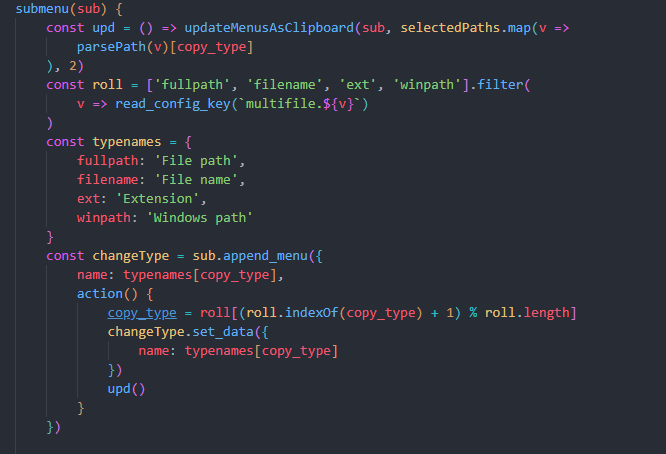 submenu(sub) {
    const upd = () => updateMenusAsClipboard(sub, selectedPaths.map(v =>
        parsePath(v)[copy_type]
    ), 2)
    const roll = ['fullpath', 'filename', 'ext', 'winpath'].filter(
        v => read_config_key(`multifile.${v}`)
    )
    const typenames = {
        fullpath: 'File path',
        filename: 'File name',
        ext: 'Extension',
        winpath: 'Windows path'
    }
    const changeType = sub.append_menu({
        name: typenames[copy_type],
        action() {
            copy_type = roll[(roll.indexOf(copy_type) + 1) % roll.length]
            changeType.set_data({
                name: typenames[copy_type]
            })
            upd()
        }
    })